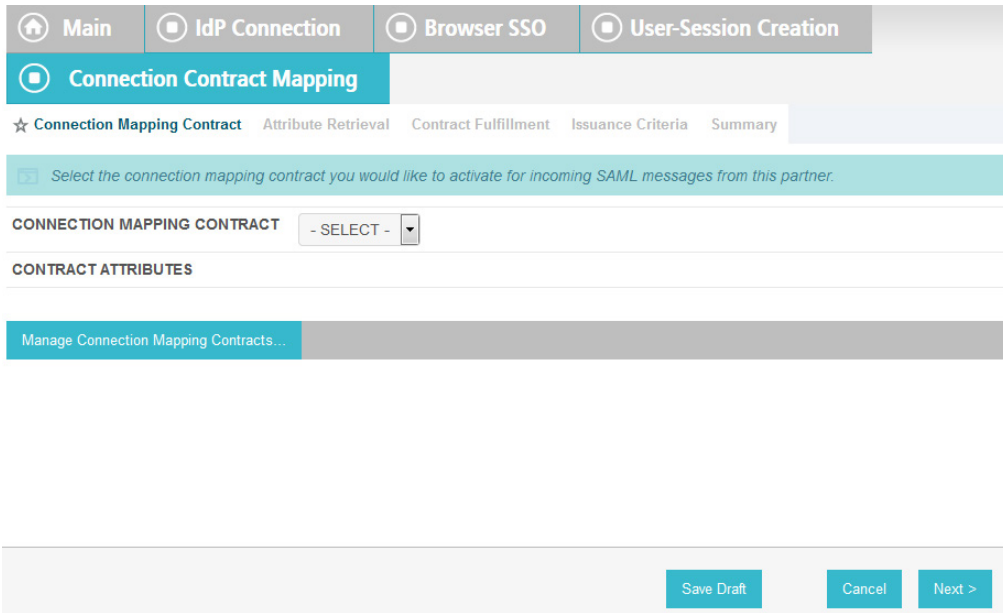 Main IdP Connection Browser SSO User-Session Creation
Connection Contract Mapping
Connection Mapping Contract Attribute Retrieval Contract Fulfillment Issuance Criteria Summary
Select the connection mapping contract you would like to activate for incoming SAML messages from this partner.
CONNECTION MAPPING CONTRACT - SELECT -
CONTRACT ATTRIBUTES
Manage Connection Mapping Contracts...
Save Draft Cancel Next >